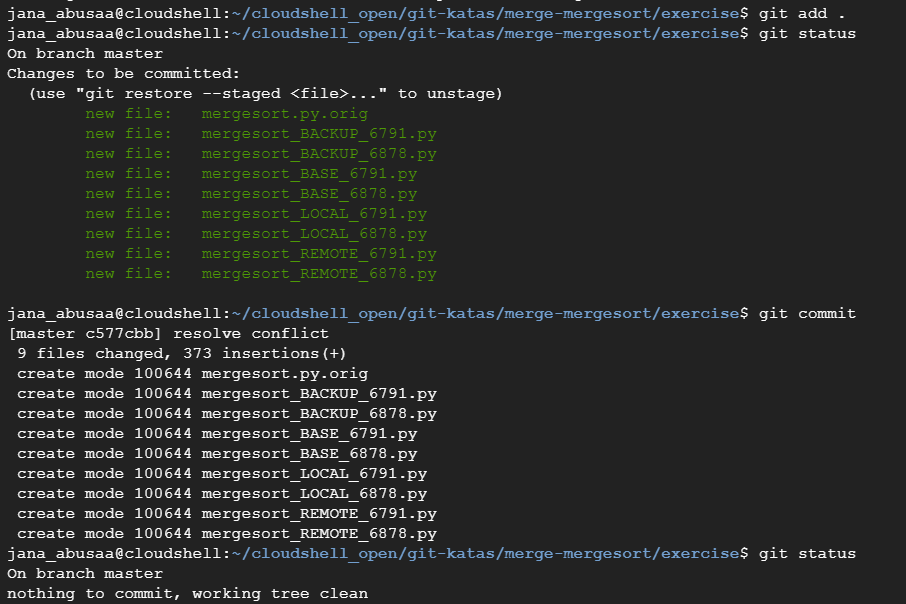 jana_abusaa@cloudshell:~/cloudshell_open/git-katas/merge-mergesort/exercise$ git add .
jana_abusaa@cloudshell:~/cloudshell_open/git-katas/merge-mergesort/exercise$ git status
On branch master
Changes to be committed:
  (use "git restore --staged <file>..." to unstage)
        new file:   mergesort.py.orig
        new file:   mergesort_BACKUP_6791.py
        new file:   mergesort_BACKUP_6878.py
        new file:   mergesort_BASE_6791.py
        new file:   mergesort_BASE_6878.py
        new file:   mergesort_LOCAL_6791.py
        new file:   mergesort_LOCAL_6878.py
        new file:   mergesort_REMOTE_6791.py
        new file:   mergesort_REMOTE_6878.py

jana_abusaa@cloudshell:~/cloudshell_open/git-katas/merge-mergesort/exercise$ git commit
[master c577cbb] resolve conflict
 9 files changed, 373 insertions(+)
 create mode 100644 mergesort.py.orig
 create mode 100644 mergesort_BACKUP_6791.py
 create mode 100644 mergesort_BACKUP_6878.py
 create mode 100644 mergesort_BASE_6791.py
 create mode 100644 mergesort_BASE_6878.py
 create mode 100644 mergesort_LOCAL_6791.py
 create mode 100644 mergesort_LOCAL_6878.py
 create mode 100644 mergesort_REMOTE_6791.py
 create mode 100644 mergesort_REMOTE_6878.py
jana_abusaa@cloudshell:~/cloudshell_open/git-katas/merge-mergesort/exercise$ git status
On branch master
nothing to commit, working tree clean